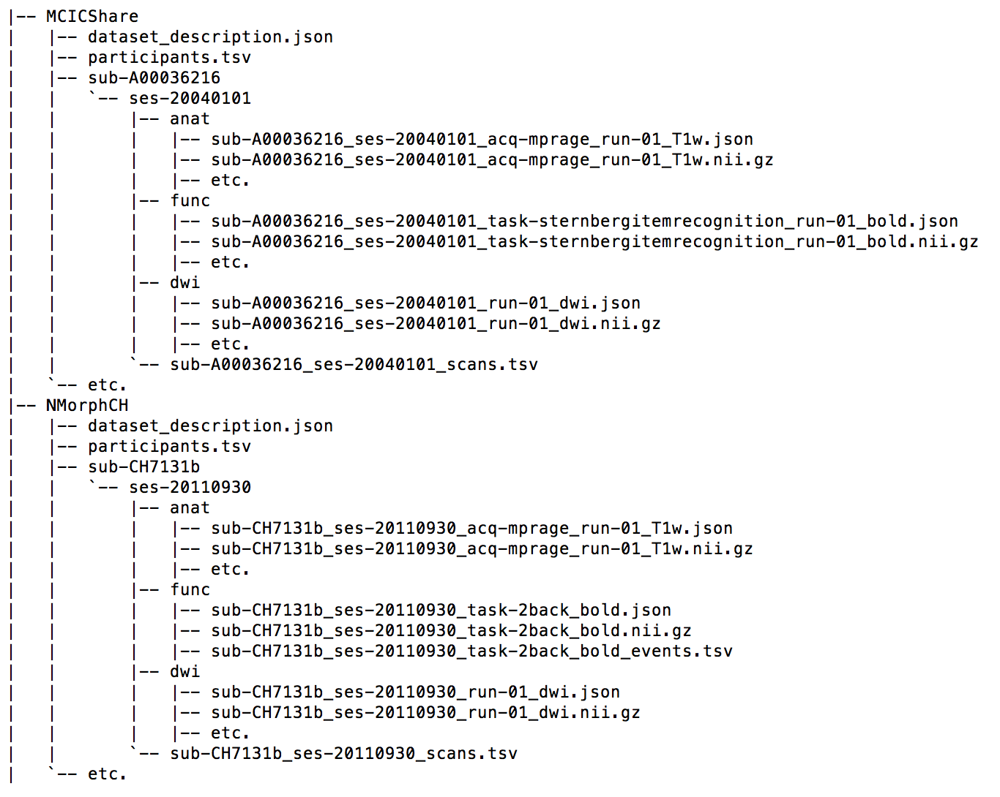 |-- MCICShare
|   |-- dataset_description.json
|   |-- participants.tsv
|   |-- sub-A00036216
|   |   `-- ses-20040101
|   |       |-- anat
|   |       |   |-- sub-A00036216_ses-20040101_acq-mprage_run-01_T1w.json
|   |       |   |-- sub-A00036216_ses-20040101_acq-mprage_run-01_T1w.nii.gz
|   |       |   |-- etc.
|   |       |-- func
|   |       |   |-- sub-A00036216_ses-20040101_task-sternbergitemrecognition_run-01_bold.json
|   |       |   |-- sub-A00036216_ses-20040101_task-sternbergitemrecognition_run-01_bold.nii.gz
|   |       |   |-- etc.
|   |       |-- dwi
|   |       |   |-- sub-A00036216_ses-20040101_run-01_dwi.json
|   |       |   |-- sub-A00036216_ses-20040101_run-01_dwi.nii.gz
|   |       |   |-- etc.
|   |       `-- sub-A00036216_ses-20040101_scans.tsv
|   `-- etc.
|-- NMorphCH
|   |-- dataset_description.json
|   |-- participants.tsv
|   |-- sub-CH7131b
|   |   `-- ses-20110930
|   |       |-- anat
|   |       |   |-- sub-CH7131b_ses-20110930_acq-mprage_run-01_T1w.json
|   |       |   |-- sub-CH7131b_ses-20110930_acq-mprage_run-01_T1w.nii.gz
|   |       |   |-- etc.
|   |       |-- func
|   |       |   |-- sub-CH7131b_ses-20110930_task-2back_bold.json
|   |       |   |-- sub-CH7131b_ses-20110930_task-2back_bold.nii.gz
|   |       |   |-- sub-CH7131b_ses-20110930_task-2back_bold_events.tsv
|   |       |-- dwi
|   |       |   |-- sub-CH7131b_ses-20110930_run-01_dwi.json
|   |       |   |-- sub-CH7131b_ses-20110930_run-01_dwi.nii.gz
|   |       |   |-- etc.
|   |       `-- sub-CH7131b_ses-20110930_scans.tsv
|   `-- etc.